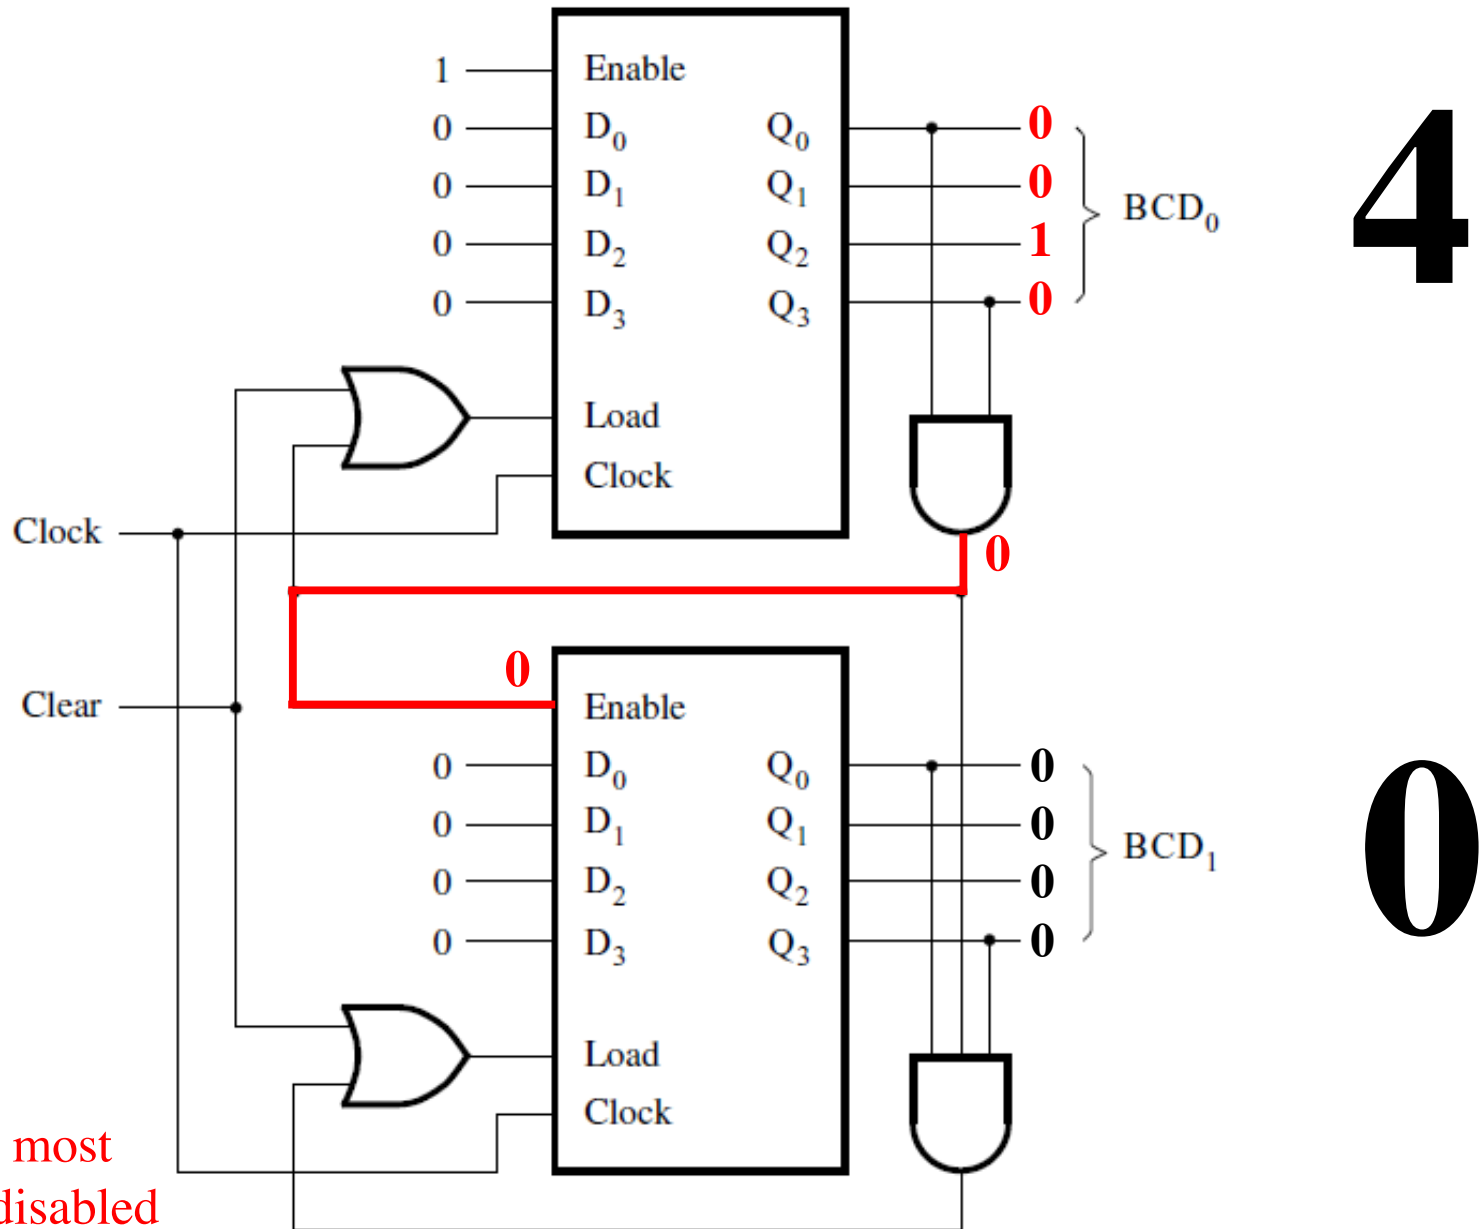 1 Enable
0 D0 Q0 0
0 D1 Q1 0
0 D2 Q2 1
0 D3 Q3 0
BCD0
4
Load
Clock
Clock
0
0
Clear
Enable
0 D0 Q0 0
0 D1 Q1 0
0 D2 Q2 0
0 D3 Q3 0
BCD1
0
Load
Clock
most
disabled